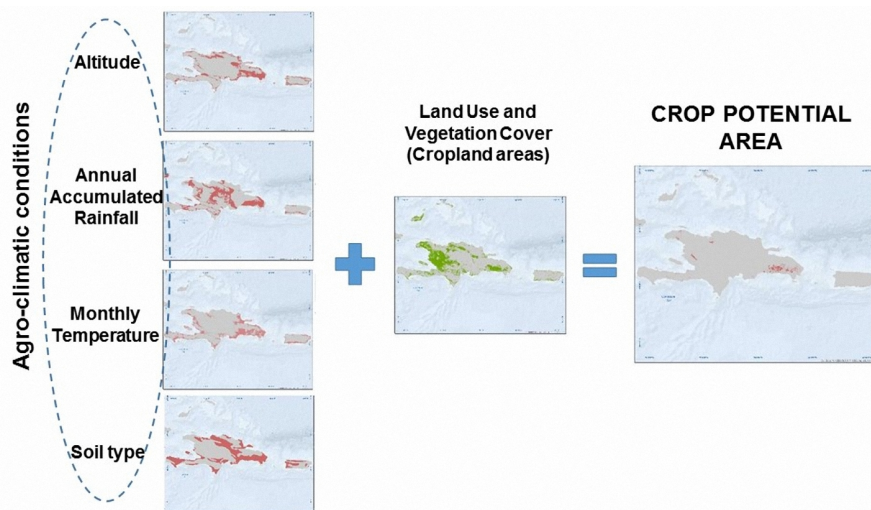 Agro-climatic conditions
Altitude
Annual
Accumulated
Rainfall
Monthly
Temperature
Soil type
Land Use and
Vegetation Cover
(Cropland areas)
CROP POTENTIAL
AREA